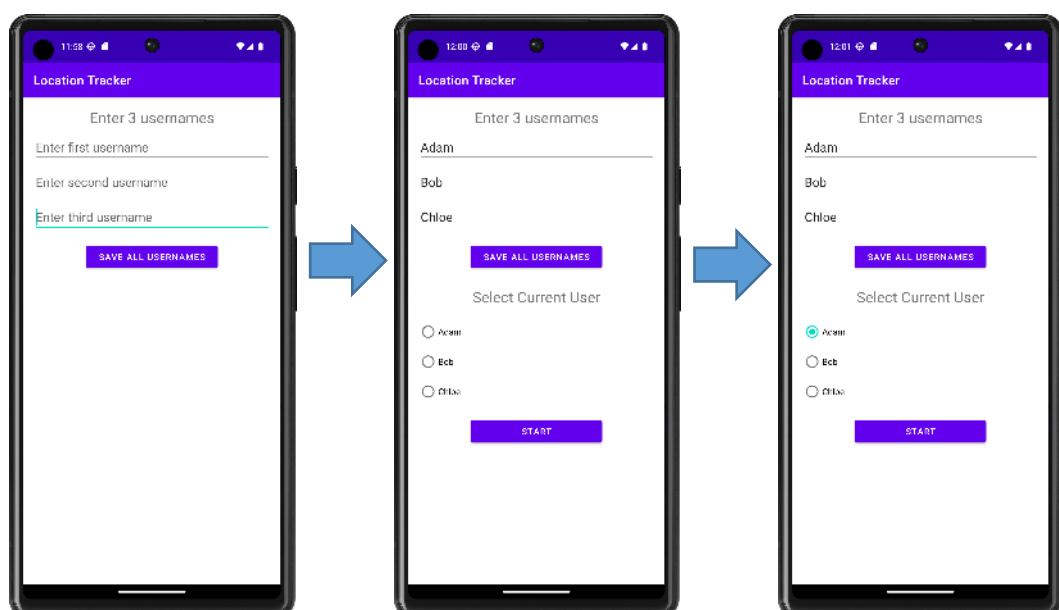 11:58
Location Tracker
Enter 3 usernames
Enter first username
Enter second username
Enter third username
SAVE ALL USERNAMES
12:00
Location Tracker
Enter 3 usernames
Adam
Bob
Chloe
SAVE ALL USERNAMES
Select Current User
Adam
Bob
Chloe
START
12:01
Location Tracker
Enter 3 usernames
Adam
Bob
Chloe
SAVE ALL USERNAMES
Select Current User
Adam
Bob
Chloe
START